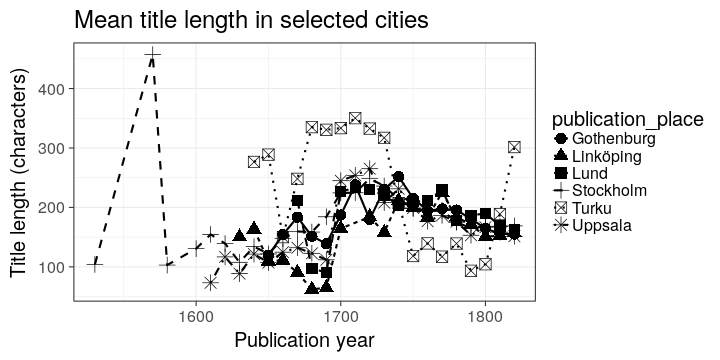 Mean title length in selected cities
Title length (characters)
400
300
200
100
1600
1700
1800
Publication year
publication_place
Gothenburg
Linköping
Lund
Stockholm
Turku
Uppsala